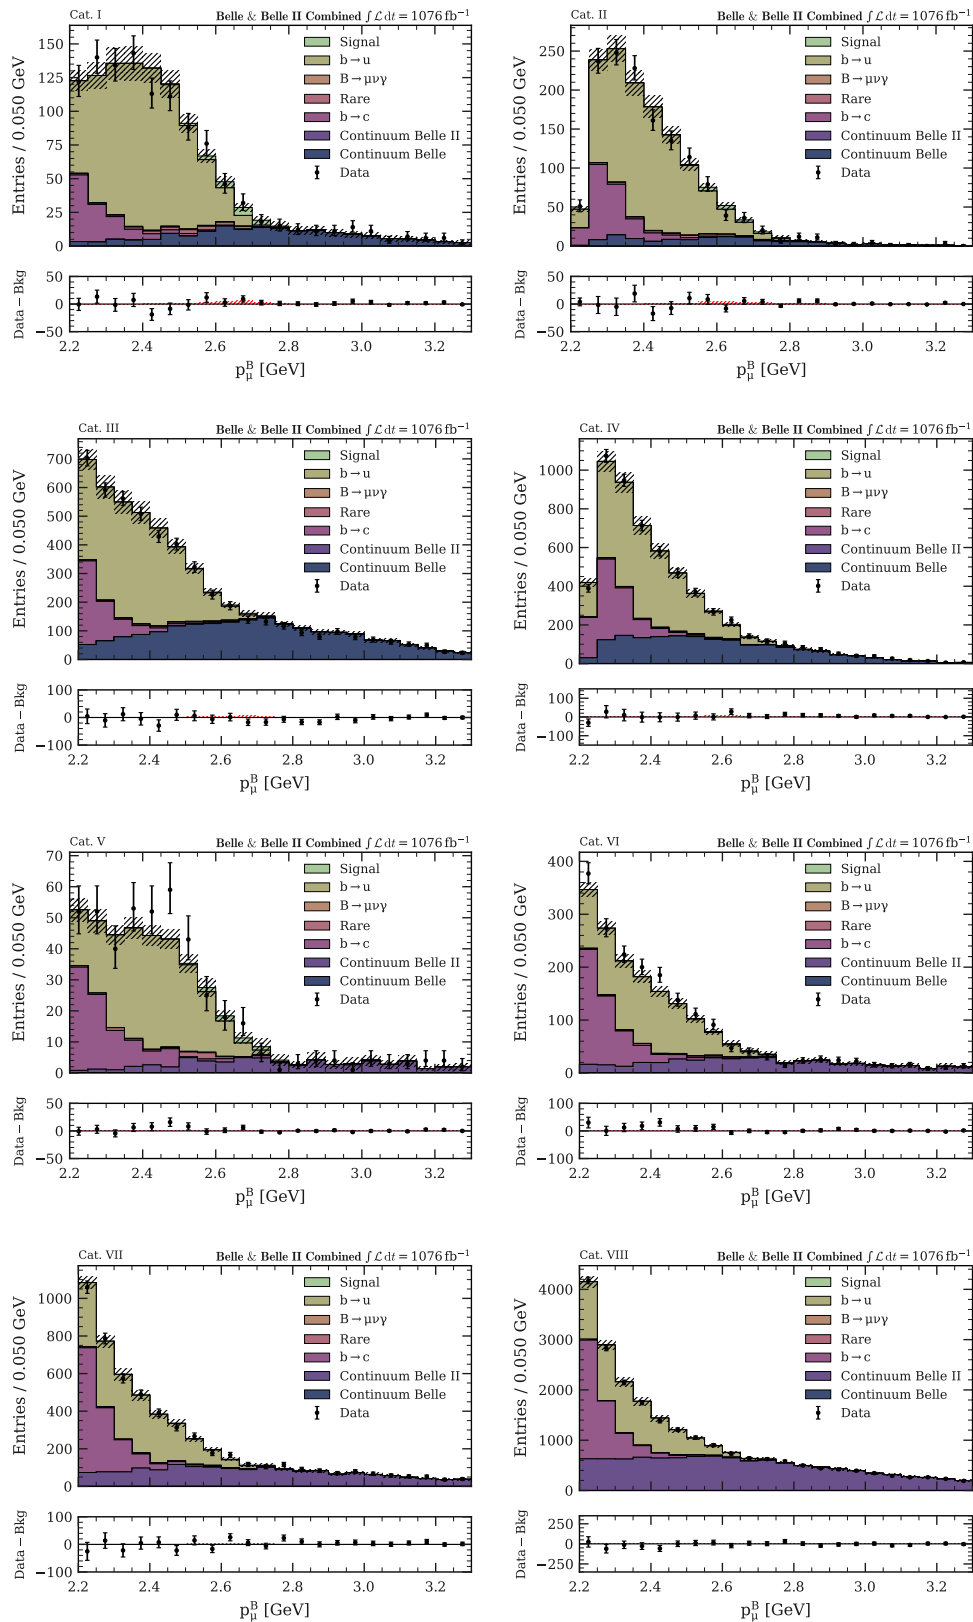 Cat. I
Belle & Belle II Combined ∫ℒ dt = 1076 fb⁻¹
150
125
100
75
50
25
0
Entries / 0.050 GeV
Signal
b→u
B→μνγ
Rare
b→c
Continuum Belle II
Continuum Belle
Data
50
0
−50
Data − Bkg
2.2 2.4 2.6 2.8 3.0 3.2
p_μ^B [GeV]
Cat. II
Belle & Belle II Combined ∫ℒ dt = 1076 fb⁻¹
250
200
150
100
50
0
Entries / 0.050 GeV
Signal
b→u
B→μνγ
Rare
b→c
Continuum Belle II
Continuum Belle
Data
50
0
−50
Data − Bkg
2.2 2.4 2.6 2.8 3.0 3.2
p_μ^B [GeV]
Cat. III
Belle & Belle II Combined ∫ℒ dt = 1076 fb⁻¹
700
600
500
400
300
200
100
0
Entries / 0.050 GeV
Signal
b→u
B→μνγ
Rare
b→c
Continuum Belle II
Continuum Belle
Data
100
0
−100
Data − Bkg
2.2 2.4 2.6 2.8 3.0 3.2
p_μ^B [GeV]
Cat. IV
Belle & Belle II Combined ∫ℒ dt = 1076 fb⁻¹
1000
800
600
400
200
0
Entries / 0.050 GeV
Signal
b→u
B→μνγ
Rare
b→c
Continuum Belle II
Continuum Belle
Data
100
0
−100
Data − Bkg
2.2 2.4 2.6 2.8 3.0 3.2
p_μ^B [GeV]
Cat. V
Belle & Belle II Combined ∫ℒ dt = 1076 fb⁻¹
70
60
50
40
30
20
10
0
Entries / 0.050 GeV
Signal
b→u
B→μνγ
Rare
b→c
Continuum Belle II
Continuum Belle
Data
50
0
−50
Data − Bkg
2.2 2.4 2.6 2.8 3.0 3.2
p_μ^B [GeV]
Cat. VI
Belle & Belle II Combined ∫ℒ dt = 1076 fb⁻¹
400
300
200
100
0
Entries / 0.050 GeV
Signal
b→u
B→μνγ
Rare
b→c
Continuum Belle II
Continuum Belle
Data
100
0
−100
Data − Bkg
2.2 2.4 2.6 2.8 3.0 3.2
p_μ^B [GeV]
Cat. VII
Belle & Belle II Combined ∫ℒ dt = 1076 fb⁻¹
1000
800
600
400
200
0
Entries / 0.050 GeV
Signal
b→u
B→μνγ
Rare
b→c
Continuum Belle II
Continuum Belle
Data
100
0
−100
Data − Bkg
2.2 2.4 2.6 2.8 3.0 3.2
p_μ^B [GeV]
Cat. VIII
Belle & Belle II Combined ∫ℒ dt = 1076 fb⁻¹
4000
3000
2000
1000
0
Entries / 0.050 GeV
Signal
b→u
B→μνγ
Rare
b→c
Continuum Belle II
Continuum Belle
Data
250
0
−250
Data − Bkg
2.2 2.4 2.6 2.8 3.0 3.2
p_μ^B [GeV]